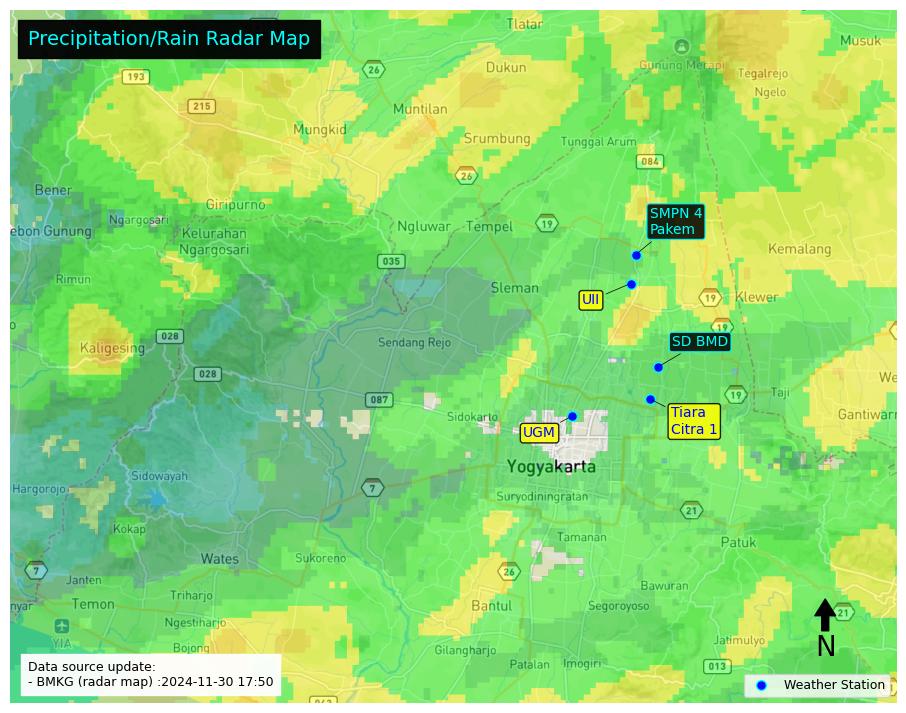 Precipitation/Rain Radar Map
Tlatar
Musuk
Gunung Merapi
193
26
Dukun
Tegalrejo
215
Muntilan
Ngelo
Mungkid
Srumbung
Tunggal Arum
084
26
Bener
Giripurno
Ngargosari
SMPN 4
Pakem
ebon Gunung
Kelurahan
Ngargosari
Ngluwar
Tempel
19
Kemalang
035
Rimun
Sleman
UII
19
Klewer
19
028
Sendang Rejo
SD BMD
Kaligesing
028
We
087
19
Taji
Sidokarto
Tiara
Citra 1
Gantiwarn
UGM
Yogyakarta
Sidowayah
Hargorojo
7
Suryodiningratan
21
Kokap
Tamanan
Patuk
Wates
Sukoreno
7
26
Janten
Bawuran
nyar
Temon
Triharjo
Bantul
Segoroyoso
21
Ngestiharjo
YIA
Jatimulyo
N
Bojong
Gilangharjo
Patalan
Imogiri
013
Data source update:
- BMKG (radar map) :2024-11-30 17:50
Weather Station